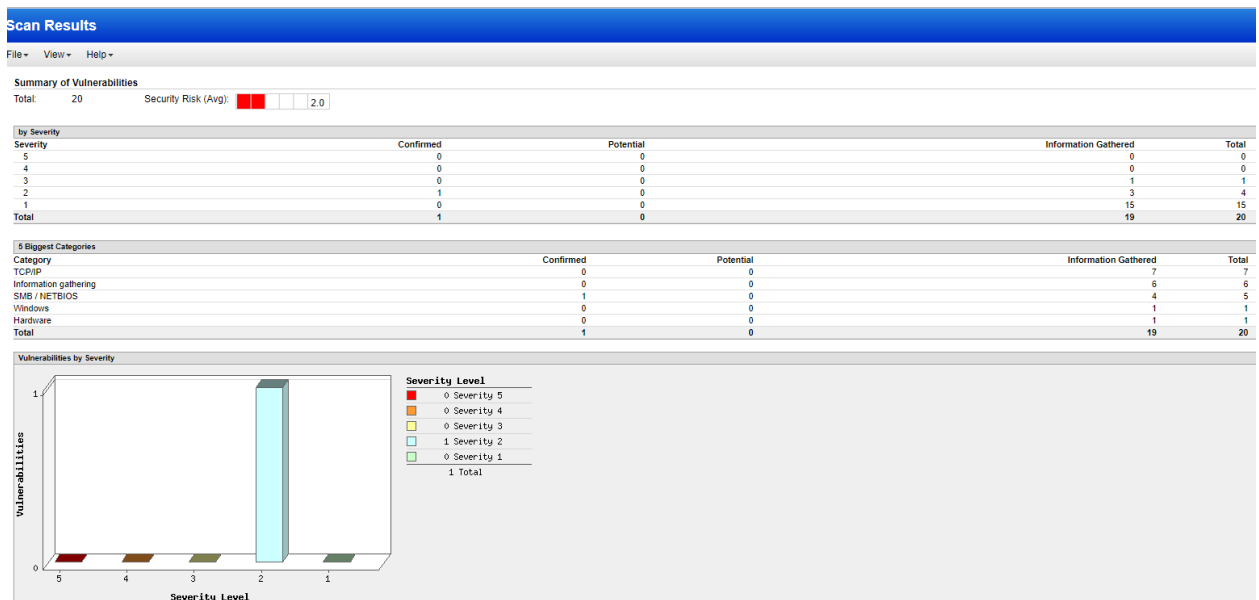 Scan Results
File View Help
Summary of Vulnerabilities
Total: 20 Security Risk (Avg): 2.0
by Severity
Severity Confirmed Potential Information Gathered Total
5 0 0 0 0
4 0 0 0 0
3 0 0 1 1
2 1 0 3 4
1 0 0 15 15
Total 1 0 19 20
5 Biggest Categories
Category Confirmed Potential Information Gathered Total
TCP/IP 0 0 7 7
Information gathering 0 0 6 6
SMB / NETBIOS 1 0 4 5
Windows 0 0 1 1
Hardware 0 0 1 1
Total 1 0 19 20
Vulnerabilities by Severity
Severity Level
0 Severity 5
0 Severity 4
0 Severity 3
1 Severity 2
0 Severity 1
1 Total
Vulnerabilities
1
0
5 4 3 2 1
Severity Level